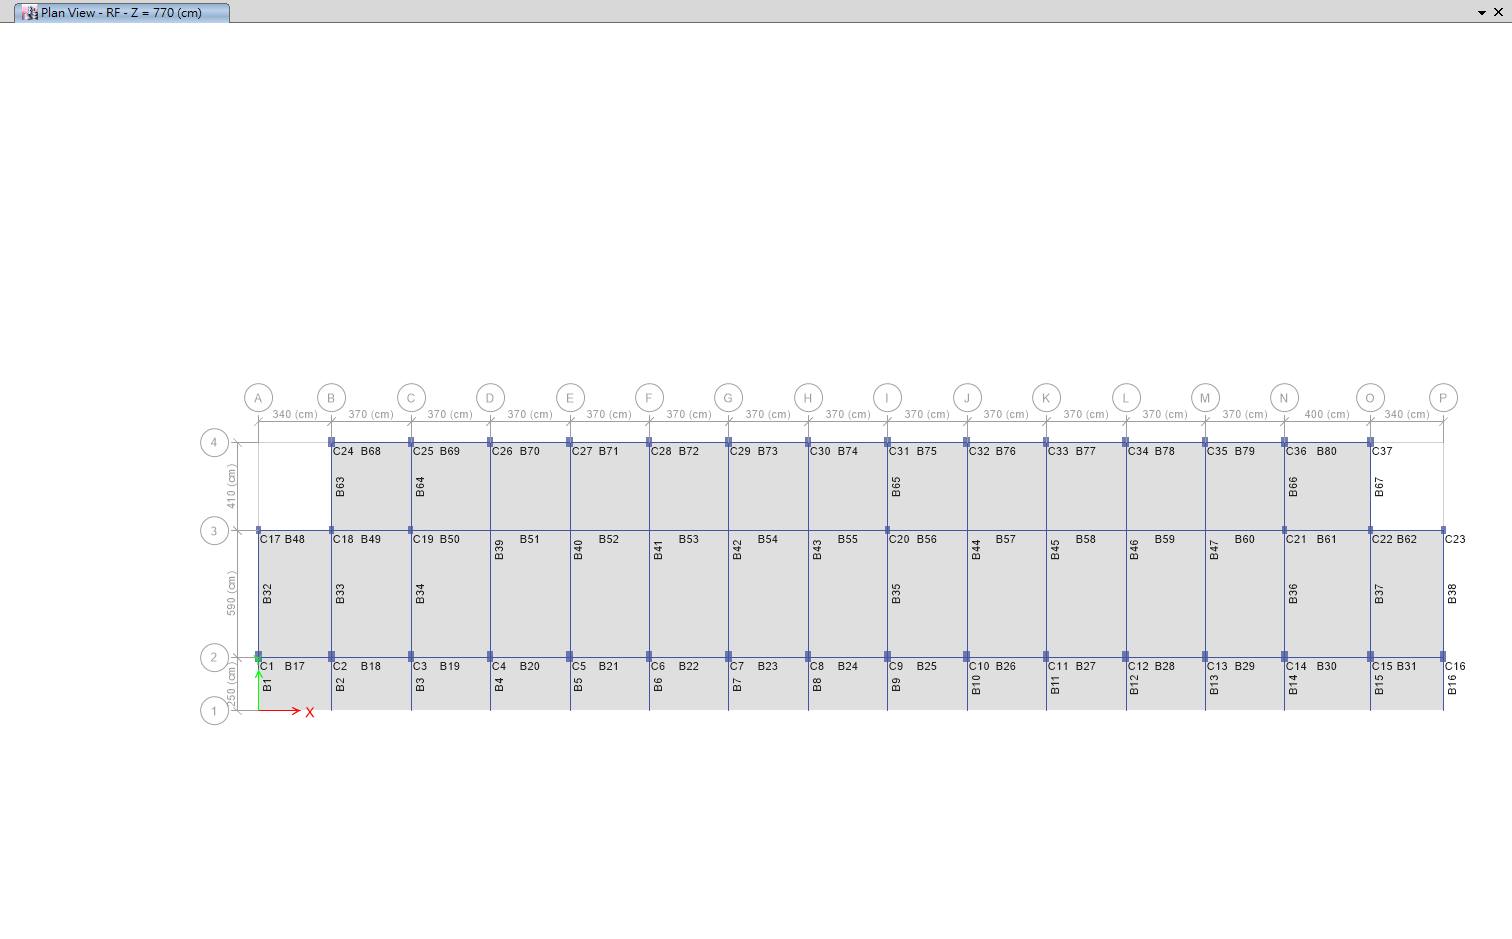 Plan View - RF - Z = 770 (cm)
A B C D E F G H I J K L M N O P
340 (cm) 370 (cm) 370 (cm) 370 (cm) 370 (cm) 370 (cm) 370 (cm) 370 (cm) 370 (cm) 370 (cm) 370 (cm) 370 (cm) 370 (cm) 400 (cm) 340 (cm)
4
C24 B68 C25 B69 C26 B70 C27 B71 C28 B72 C29 B73 C30 B74 C31 B75 C32 B76 C33 B77 C34 B78 C35 B79 C36 B80 C37
410 (cm) B63 B64 B65 B66 B67
3
C17 B48 C18 B49 C19 B50 B51 B52 B53 B54 B55 C20 B56 B57 B58 B59 B60 C21 B61 C22 B62 C23
B39 B40 B41 B42 B43 B44 B45 B46 B47
590 (cm) B32 B33 B34 B35 B36 B37 B38
2
C1 B17 C2 B18 C3 B19 C4 B20 C5 B21 C6 B22 C7 B23 C8 B24 C9 B25 C10 B26 C11 B27 C12 B28 C13 B29 C14 B30 C15 B31 C16
250 (cm) B1 B2 B3 B4 B5 B6 B7 B8 B9 B10 B11 B12 B13 B14 B15 B16
1
X